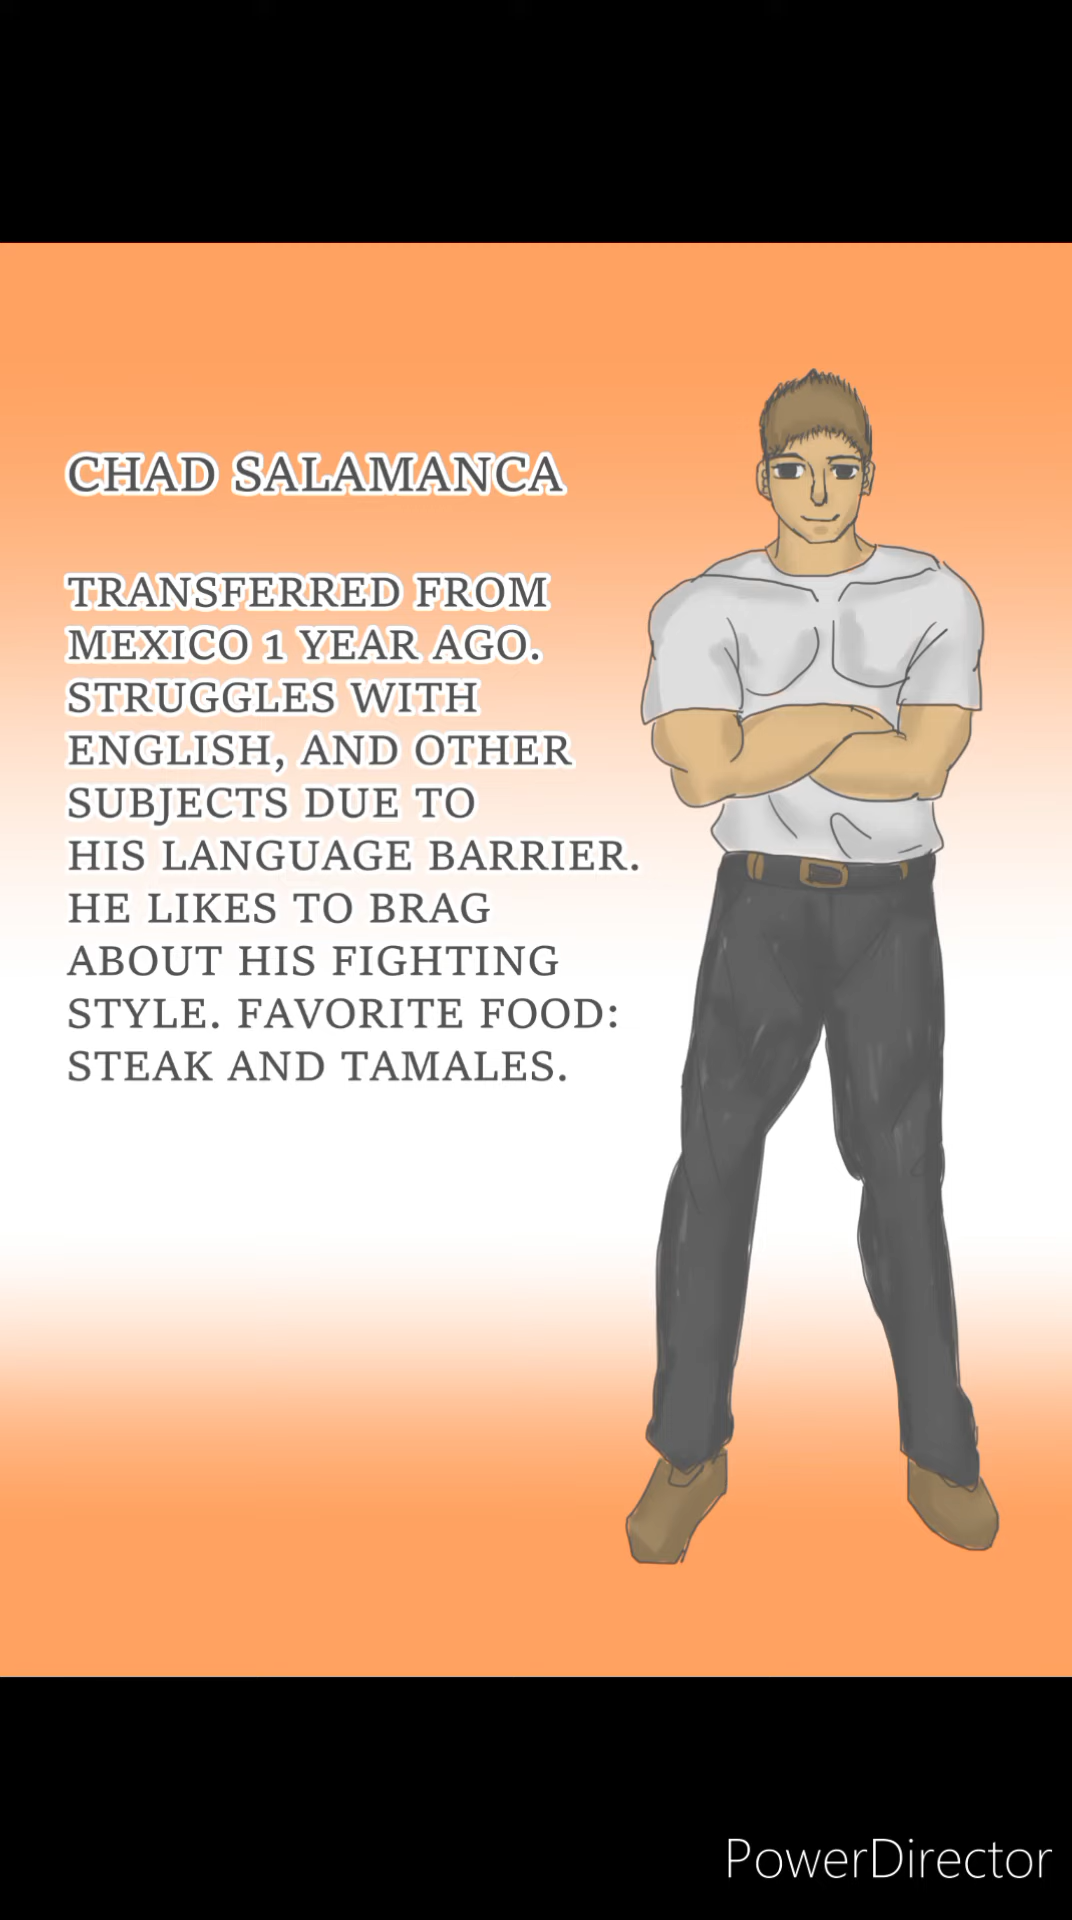 CHAD SALAMANCA
TRANSFERRED FROM
MEXICO 1 YEAR AGO.
STRUGGLES WITH
ENGLISH, AND OTHER
SUBJECTS DUE TO
HIS LANGUAGE BARRIER.
HE LIKES TO BRAG
ABOUT HIS FIGHTING
STYLE. FAVORITE FOOD:
STEAK AND TAMALES.
PowerDirector